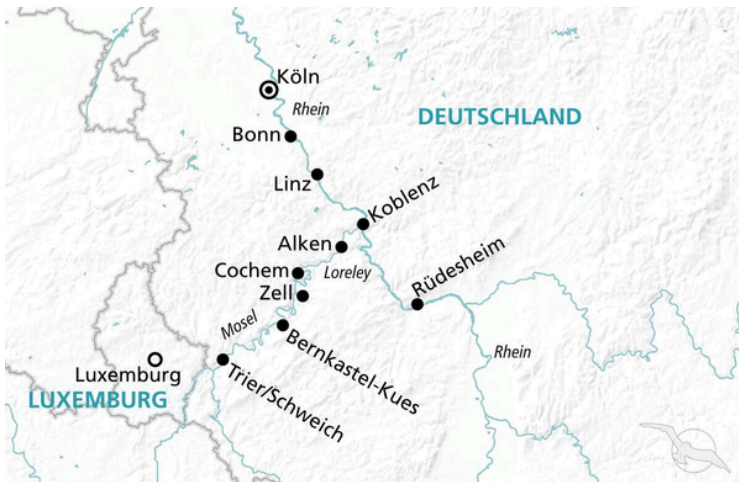 Köln
Rhein
DEUTSCHLAND
Bonn
Linz
Koblenz
Alken
Rüdesheim
Cochem
Loreley
Zell
Mosel
Bernkastel-Kues
Rhein
Luxemburg
Trier/Schweich
LUXEMBURG